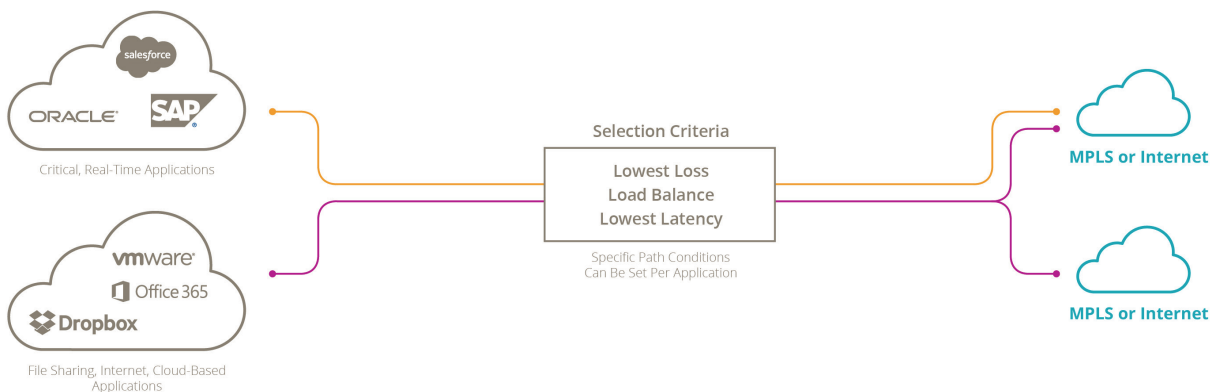 salesforce
ORACLE®
SAP®
Critical, Real-Time Applications
vmware®
Office 365
Dropbox
File Sharing, Internet, Cloud-Based
Applications
Selection Criteria
Lowest Loss
Load Balance
Lowest Latency
Specific Path Conditions
Can Be Set Per Application
MPLS or Internet
MPLS or Internet